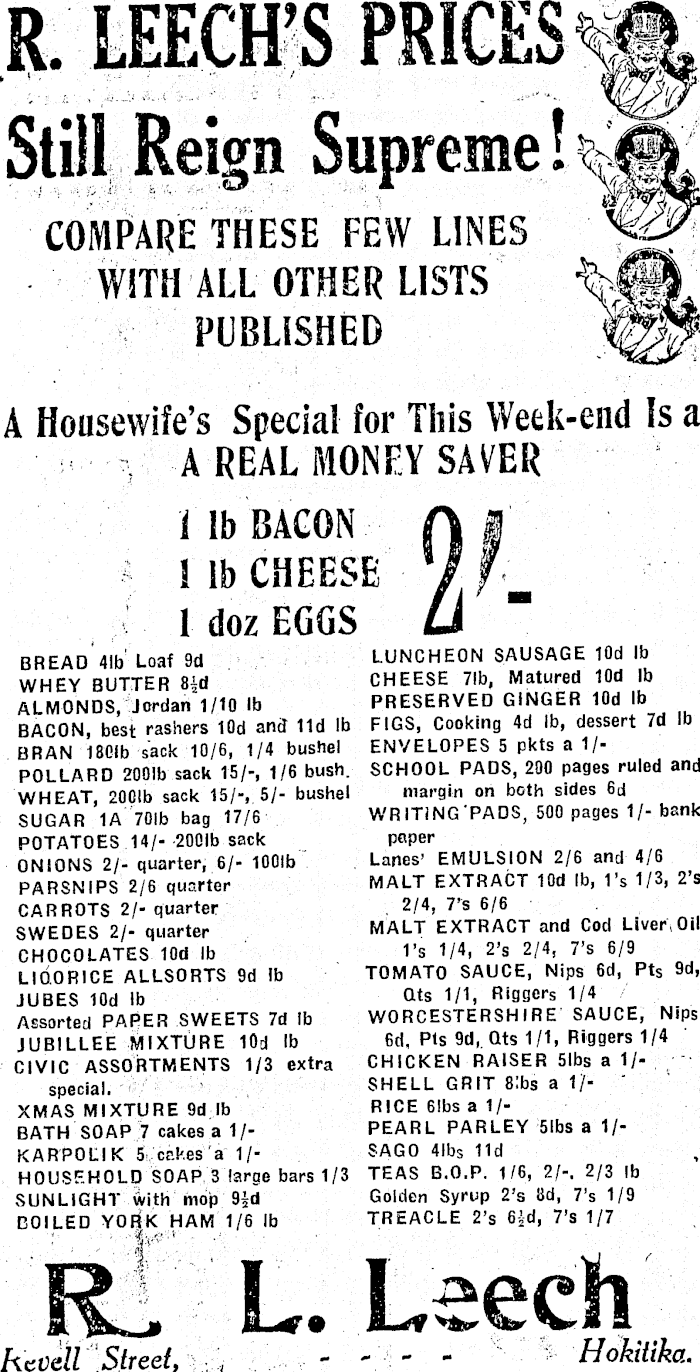 R. LEECH'S PRICES
Still Reign Supreme!
COMPARE THESE FEW LINES
WITH ALL OTHER LISTS
PUBLISHED
A Housewife's Special for This Week-end Is a
A REAL MONEY SAVER
1 lb BACON
1 lb CHEESE
1 doz EGGS
2/-
BREAD 4lb Loaf 9d
WHEY BUTTER 8½d
ALMONDS, Jordan 1/10 lb
BACON, best rashers 10d and 11d lb
BRAN 180lb sack 10/6, 1/4 bushel
POLLARD 200lb sack 15/-, 1/6 bush.
WHEAT, 200lb sack 15/-, 5/- bushel
SUGAR 1A 70lb bag 17/6
POTATOES 14/- 200lb sack
ONIONS 2/- quarter, 6/- 100lb
PARSNIPS 2/6 quarter
CARROTS 2/- quarter
SWEDES 2/- quarter
CHOCOLATES 10d lb
LIQORICE ALLSORTS 9d lb
JUBES 10d lb
Assorted PAPER SWEETS 7d lb
JUBILLEE MIXTURE 10d lb
CIVIC ASSORTMENTS 1/3 extra
special.
XMAS MIXTURE 9d lb
BATH SOAP 7 cakes a 1/-
KARPOLIK 5 cakes a 1/-
HOUSEHOLD SOAP 3 large bars 1/3
SUNLIGHT with mop 9½d
BOILED YORK HAM 1/6 lb
LUNCHEON SAUSAGE 10d lb
CHEESE 7lb, Matured 10d lb
PRESERVED GINGER 10d lb
FIGS, Cooking 4d lb, dessert 7d lb
ENVELOPES 5 pkts a 1/-
SCHOOL PADS, 200 pages ruled and
margin on both sides 6d
WRITING PADS, 500 pages 1/- bank
paper
Lanes' EMULSION 2/6 and 4/6
MALT EXTRACT 10d lb, 1's 1/3, 2's
2/4, 7's 6/6
MALT EXTRACT and Cod Liver Oil
1's 1/4, 2's 2/4, 7's 6/9
TOMATO SAUCE, Nips 6d, Pts 9d,
Qts 1/1, Riggers 1/4
WORCESTERSHIRE SAUCE, Nips
6d, Pts 9d, Qts 1/1, Riggers 1/4
CHICKEN RAISER 5lbs a 1/-
SHELL GRIT 8lbs a 1/-
RICE 6lbs a 1/-
PEARL PARLEY 5lbs a 1/-
SAGO 4lbs 11d
TEAS B.O.P. 1/6, 2/-, 2/3 lb
Golden Syrup 2's 8d, 7's 1/9
TREACLE 2's 6½d, 7's 1/7
R. L. Leech
Revell Street, - - - - Hokitika.